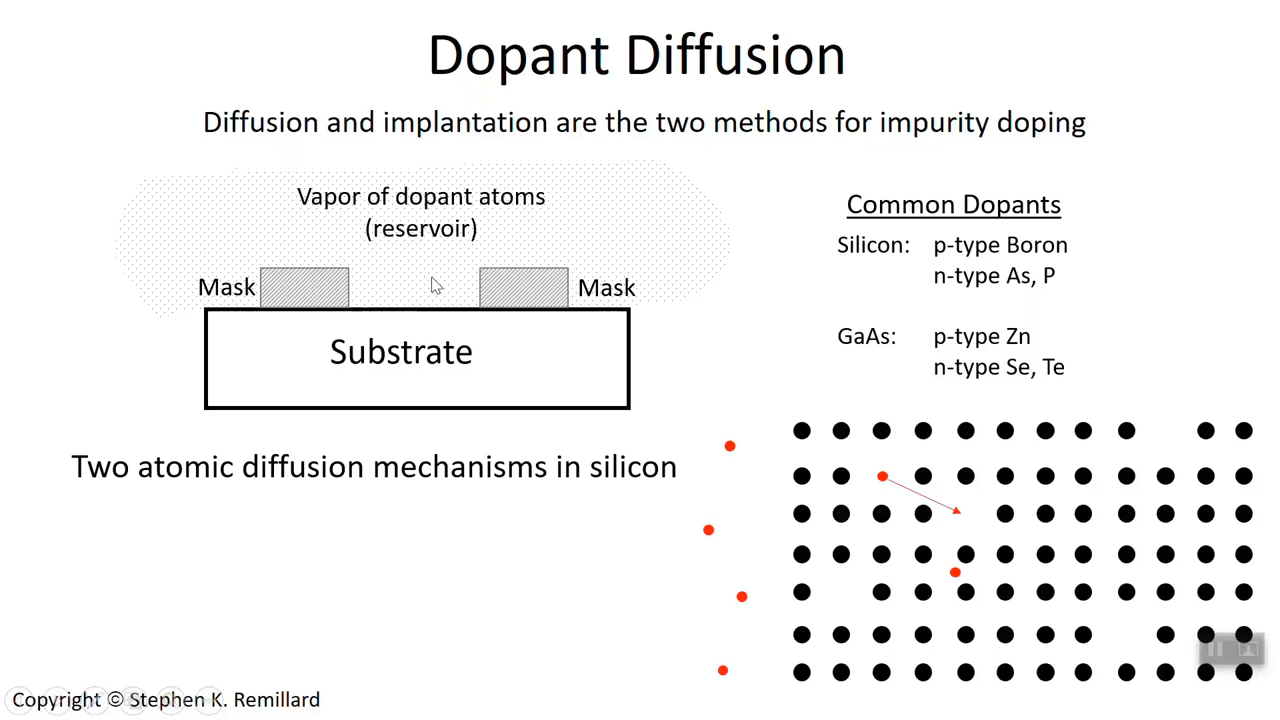 Dopant Diffusion
Diffusion and implantation are the two methods for impurity doping
Vapor of dopant atoms
(reservoir)
Mask
Mask
Substrate
Common Dopants
Silicon: p-type Boron
n-type As, P
GaAs: p-type Zn
n-type Se, Te
Two atomic diffusion mechanisms in silicon
Copyright © Stephen K. Remillard